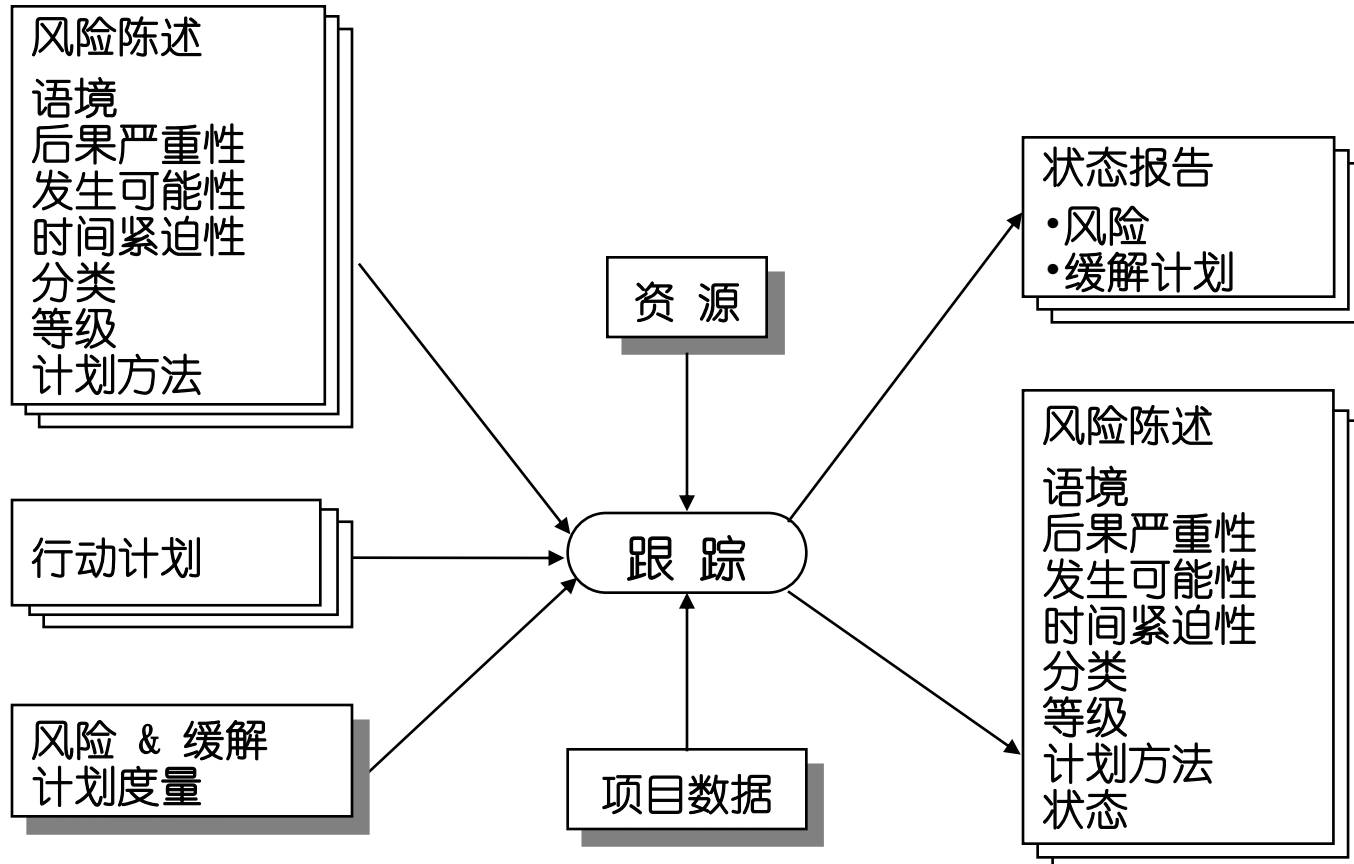 风险陈述
语境
后果严重性
发生可能性
时间紧迫性
分类
等级
计划方法
行动计划
风险 & 缓解
计划度量
资 源
跟 踪
项目数据
状态报告
•风险
•缓解计划
风险陈述
语境
后果严重性
发生可能性
时间紧迫性
分类
等级
计划方法
状态